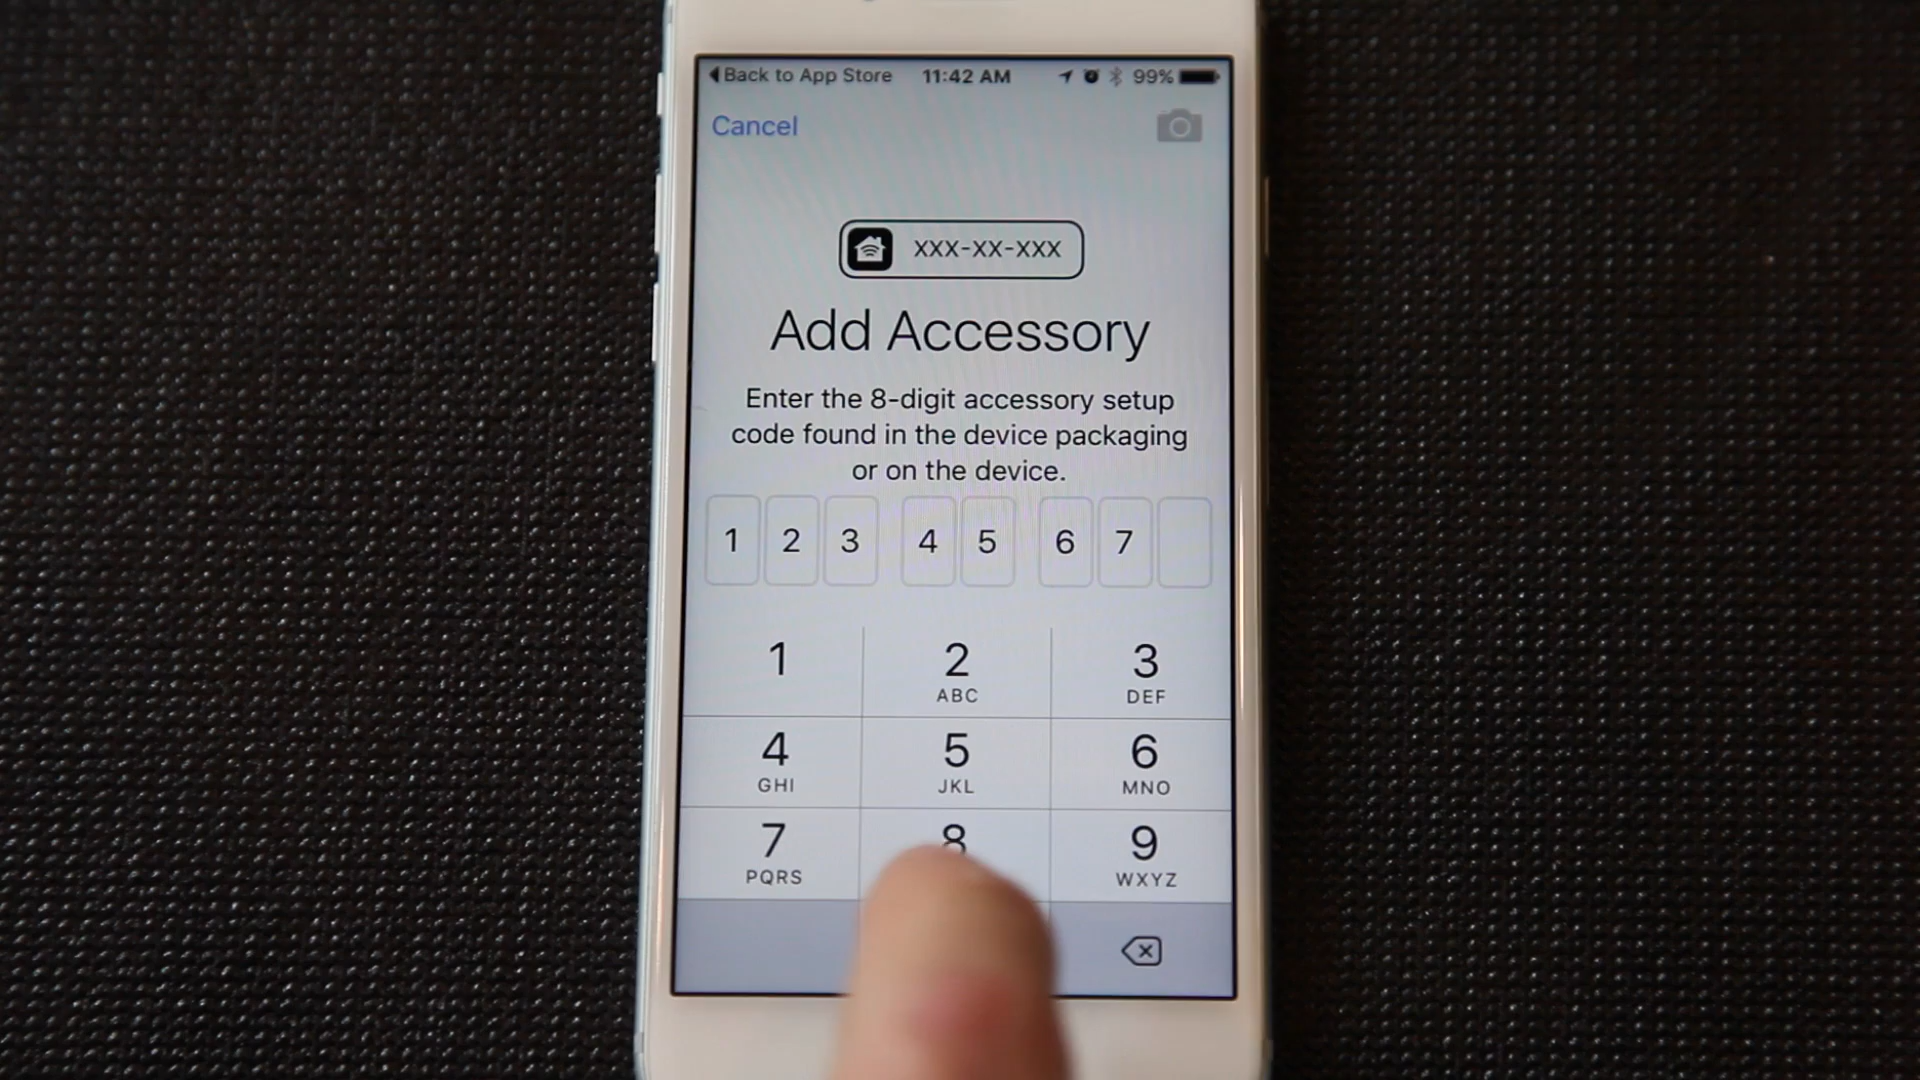 Back to App Store 11:42 AM 99%
Cancel
XXX-XX-XXX
Add Accessory
Enter the 8-digit accessory setup
code found in the device packaging
or on the device.
1 2 3 4 5 6 7
1 2 3
ABC DEF
4 5 6
GHI JKL MNO
7 8 9
PQRS WXYZ